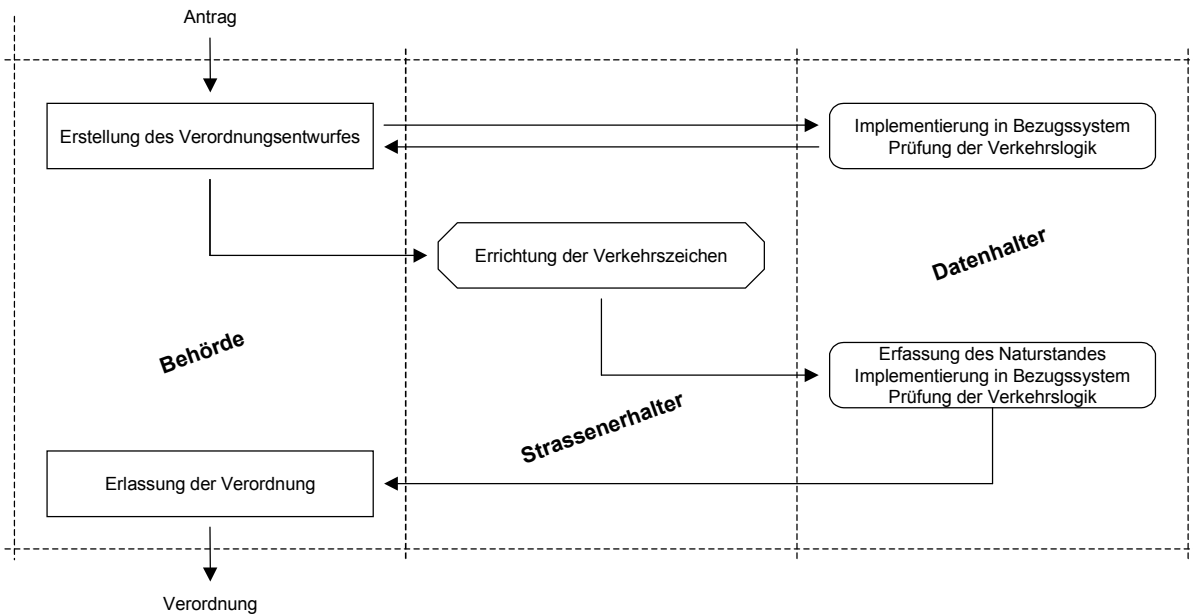 Antrag
Erstellung des Verordnungsentwurfes
Implementierung in Bezugssystem
Prüfung der Verkehrslogik
Errichtung der Verkehrszeichen
Datenhalter
Behörde
Erfassung des Naturstandes
Implementierung in Bezugssystem
Prüfung der Verkehrslogik
Strassenerhalter
Erlassung der Verordnung
Verordnung